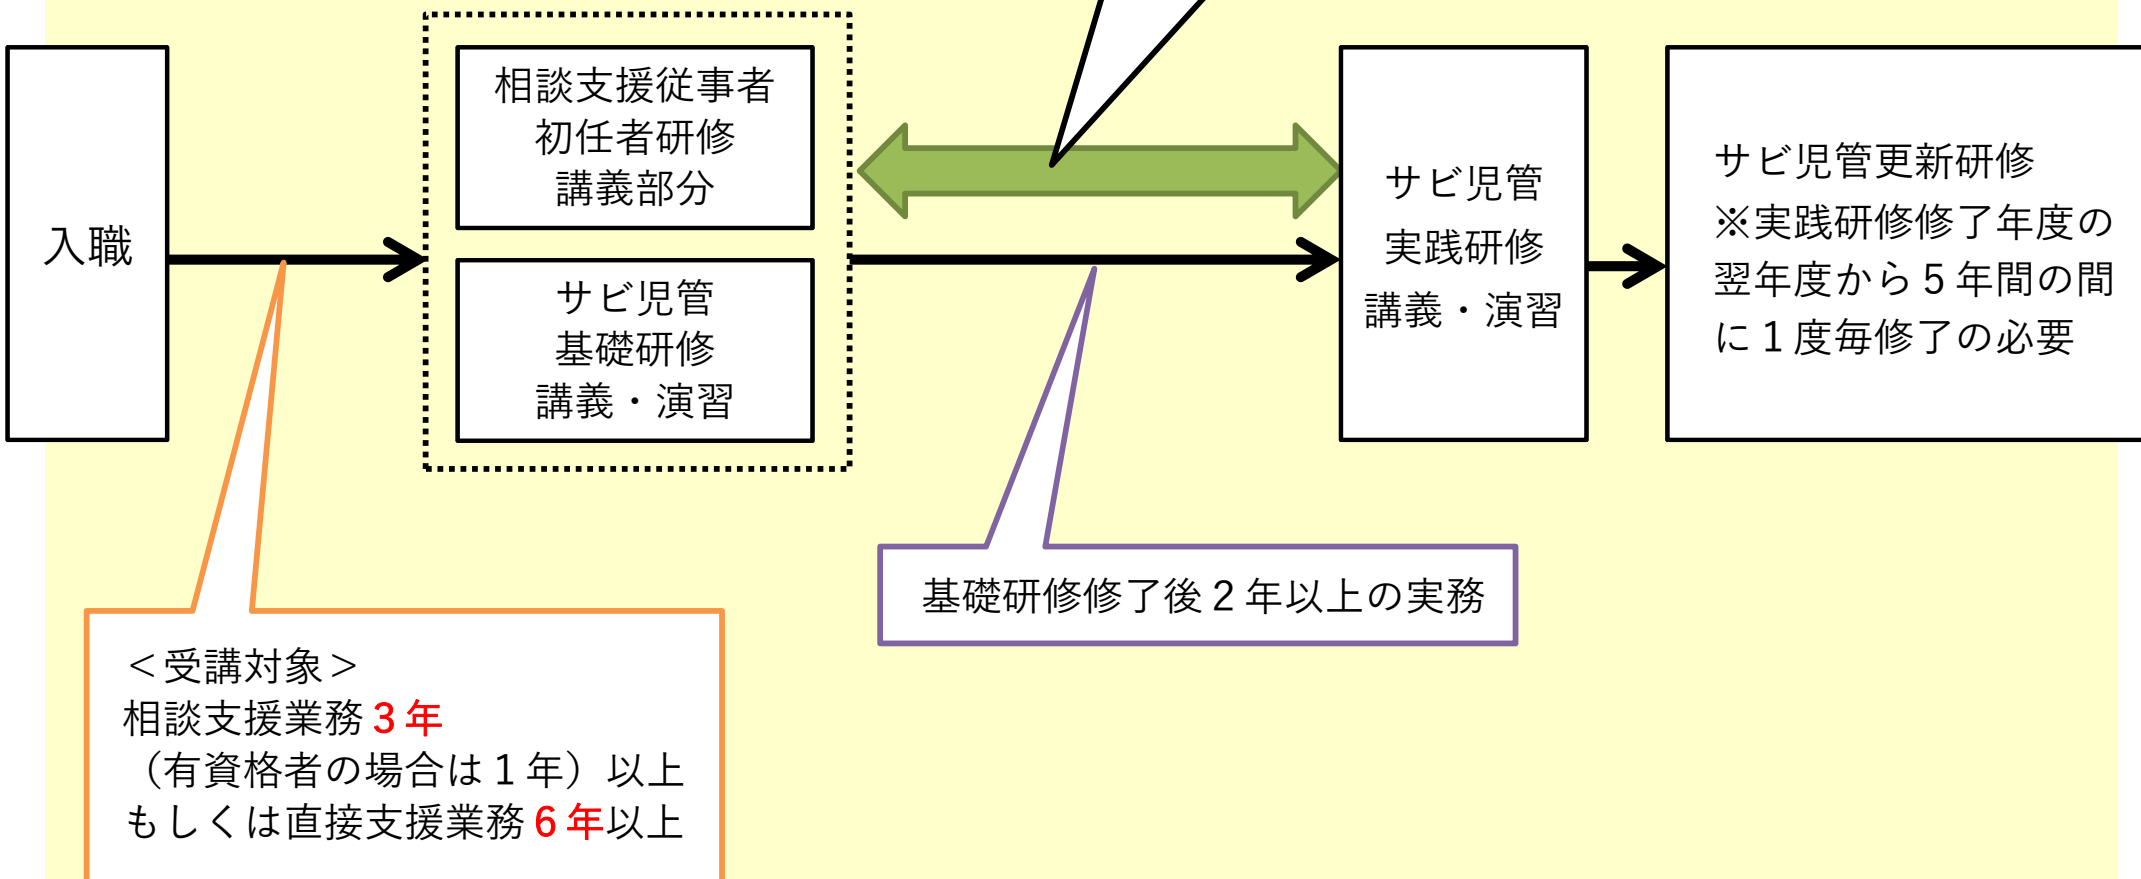 入職
相談支援従事者
初任者研修
講義部分
サビ児管
基礎研修
講義・演習
サビ児管
実践研修
講義・演習
サビ児管更新研修
※実践研修修了年度の
翌年度から5年間の間
に1度毎修了の必要
基礎研修修了後2年以上の実務
＜受講対象＞
相談支援業務3年
（有資格者の場合は1年）以上
もしくは直接支援業務6年以上